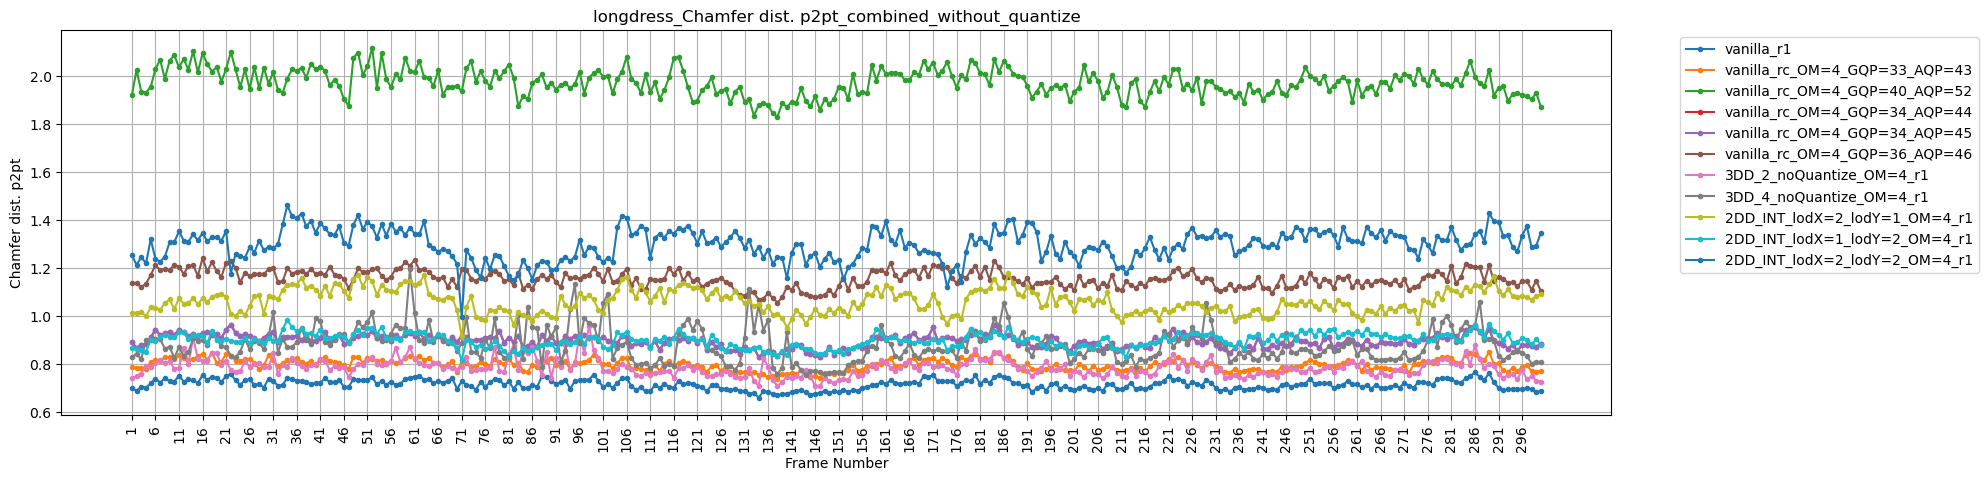 longdress_Chamfer dist. p2pt_combined_without_quantize
Chamfer dist. p2pt
2.0
1.8
1.6
1.4
1.2
1.0
0.8
0.6
1 6 11 16 21 26 31 36 41 46 51 56 61 66 71 76 81 86 91 96 101 106 111 116 121 126 131 136 141 146 151 156 161 166 171 176 181 186 191 196 201 206 211 216 221 226 231 236 241 246 251 256 261 266 271 276 281 286 291 296
Frame Number
vanilla_r1
vanilla_rc_OM=4_GQP=33_AQP=43
vanilla_rc_OM=4_GQP=40_AQP=52
vanilla_rc_OM=4_GQP=34_AQP=44
vanilla_rc_OM=4_GQP=34_AQP=45
vanilla_rc_OM=4_GQP=36_AQP=46
3DD_2_noQuantize_OM=4_r1
3DD_4_noQuantize_OM=4_r1
2DD_INT_lodX=2_lodY=1_OM=4_r1
2DD_INT_lodX=1_lodY=2_OM=4_r1
2DD_INT_lodX=2_lodY=2_OM=4_r1